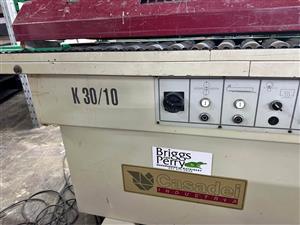 K 30/10
Briggs
Perry
Casadei
INDUSTRIA